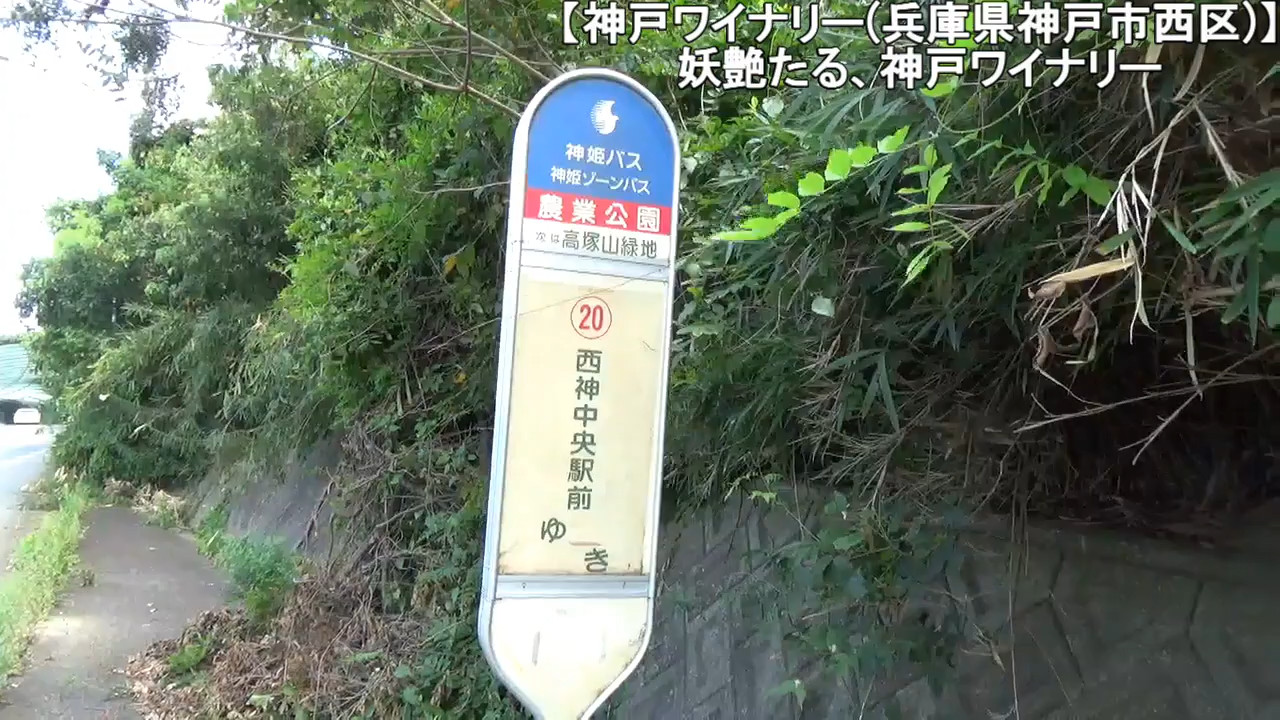 【神戸ワイナリー（兵庫県神戸市西区）】
妖艶たる、神戸ワイナリー
神姫バス
神姫ゾーンバス
農業公園
次は高塚山緑地
20
西神中央駅前
ゆき